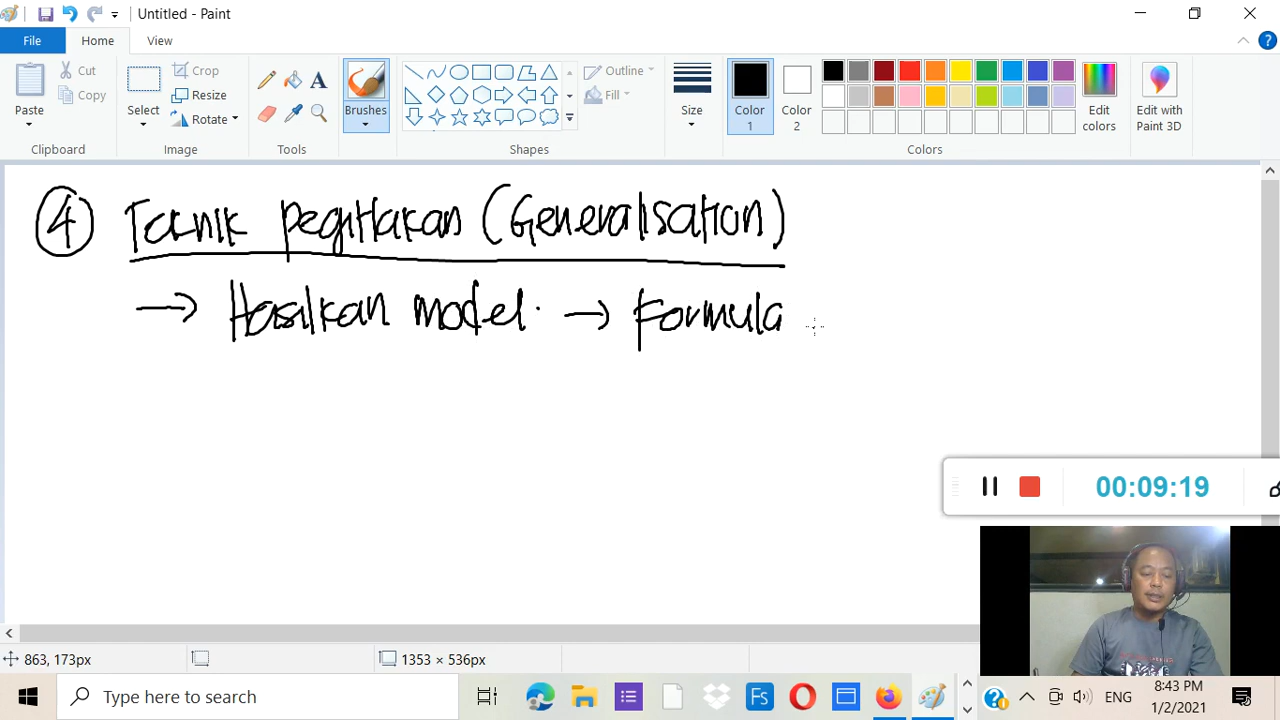 Untitled - Paint
File Home View
Paste
Cut
Copy
Clipboard
Select
Crop
Resize
Rotate
Image
A
Tools
Brushes
Outline
Fill
Shapes
Size
Color 1
Color 2
Edit colors
Colors
Edit with Paint 3D
4 Teknik Pegitlakan (Generalisation)
→ Hasilkan model. → Formula
00:09:19
863, 173px
1353 × 536px
Type here to search
Fs
ENG
8:43 PM
1/2/2021